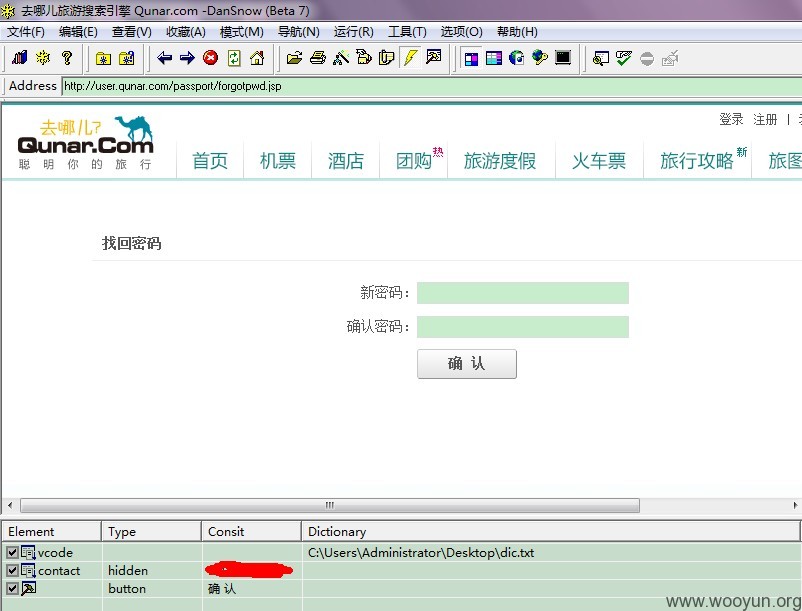 去哪儿旅游搜索引擎 Qunar.com -DanSnow (Beta 7)
文件(F) 编辑(E) 查看(V) 收藏(A) 模式(M) 导航(N) 运行(R) 工具(T) 选项(O) 帮助(H)
Address http://user.qunar.com/passport/forgotpwd.jsp
登录 注册 |
去哪儿?
Qunar.Com
聪明你的旅行
首页 机票 酒店 团购 热 旅游度假 火车票 旅行攻略 新 旅图
找回密码
新密码：
确认密码：
确 认
Element Type Consit Dictionary
vcode C:\Users\Administrator\Desktop\dic.txt
contact hidden
button 确 认
www.wooyun.org